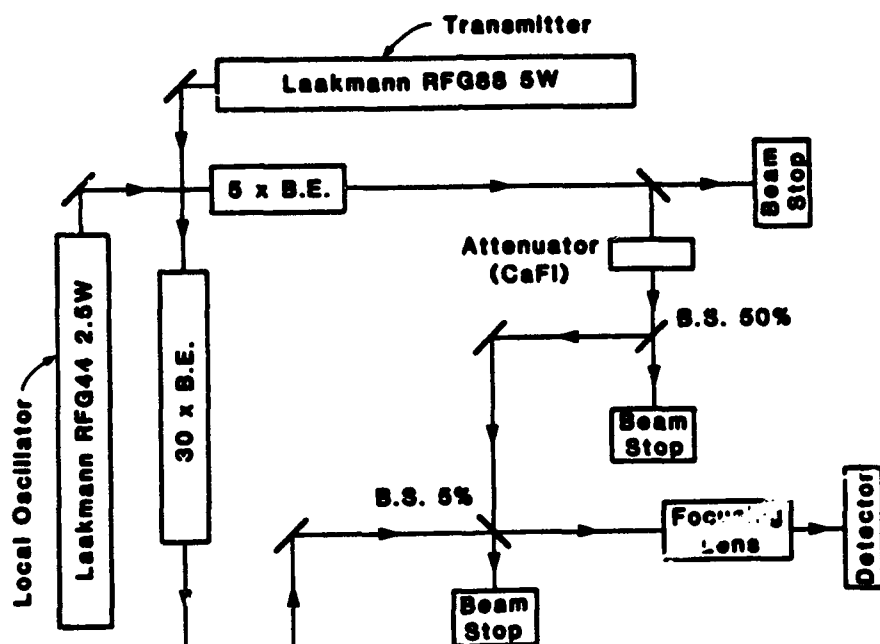 Transmitter
Laakmann RFG88 5W
5 x B.E.
Beam
Stop
Attenuator
(CaFl)
B.S. 50%
Local Oscillator
Laakmann RFG44 2.5W
30 x B.E.
Beam
Stop
B.S. 5%
Lens
Detector
Beam
Stop